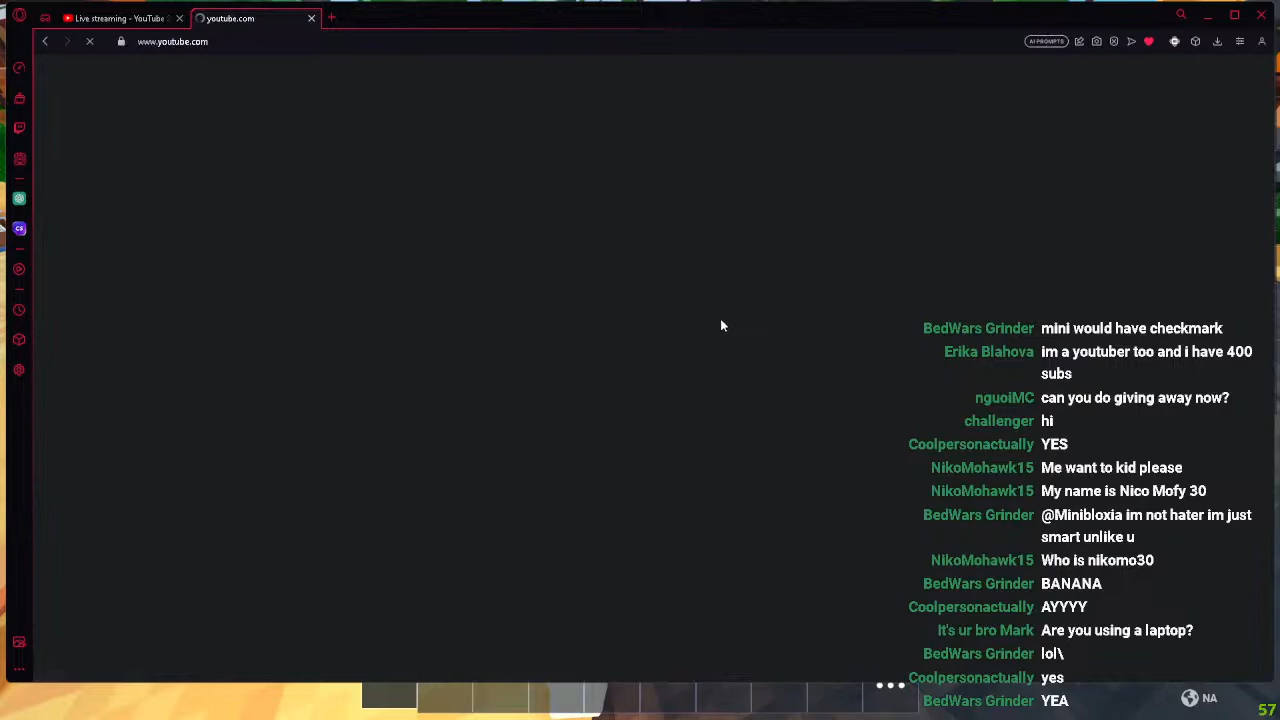 Live streaming - YouTube
youtube.com
www.youtube.com
AI PROMPTS
CS
BedWars Grinder mini would have checkmark
Erika Blahova im a youtuber too and i have 400
subs
nguoiMC can you do giving away now?
challenger hi
Coolpersonactually YES
NikoMohawk15 Me want to kid please
NikoMohawk15 My name is Nico Mofy 30
BedWars Grinder @Minibloxia im not hater im just
smart unlike u
NikoMohawk15 Who is nikomo30
BedWars Grinder BANANA
Coolpersonactually AYYYY
It's ur bro Mark Are you using a laptop?
BedWars Grinder lol\
Coolpersonactually yes
BedWars Grinder YEA
NA
57